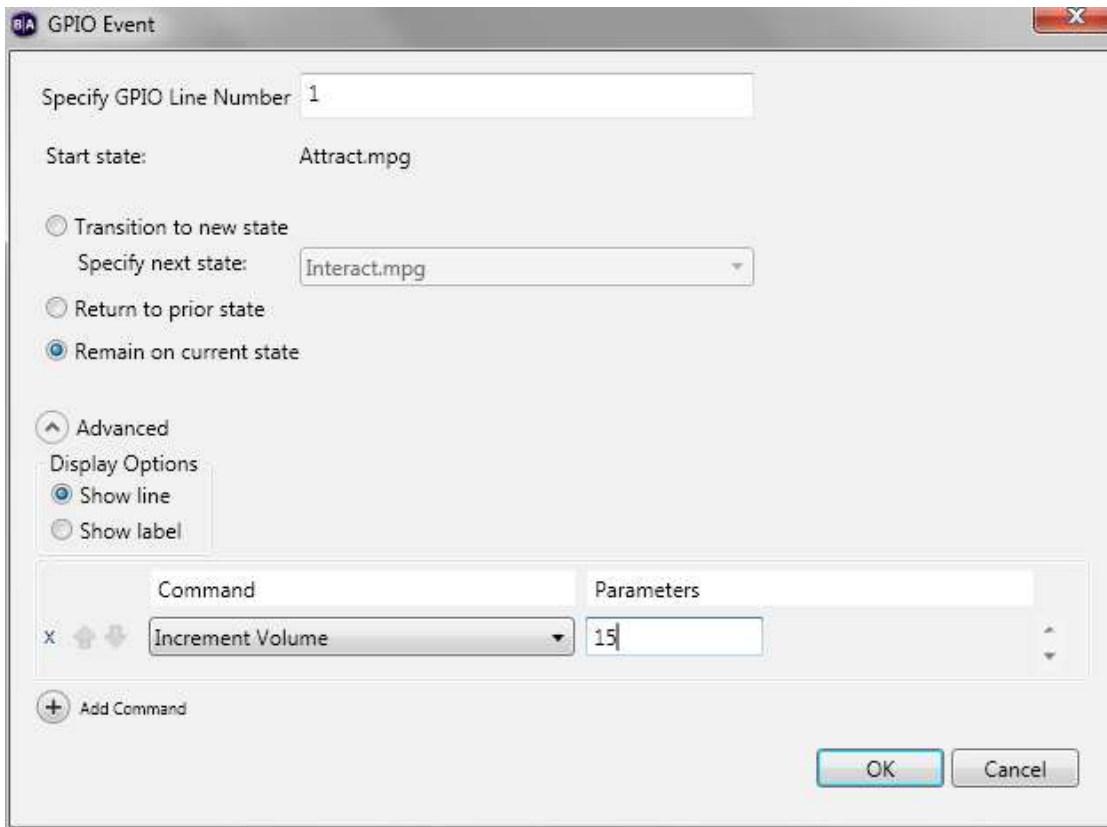 B|A GPIO Event X
Specify GPIO Line Number 1
Start state: Attract.mpg
Transition to new state
Specify next state: Interact.mpg
Return to prior state
Remain on current state
Advanced
Display Options
Show line
Show label
Command Parameters
x Increment Volume 15
+ Add Command
OK Cancel